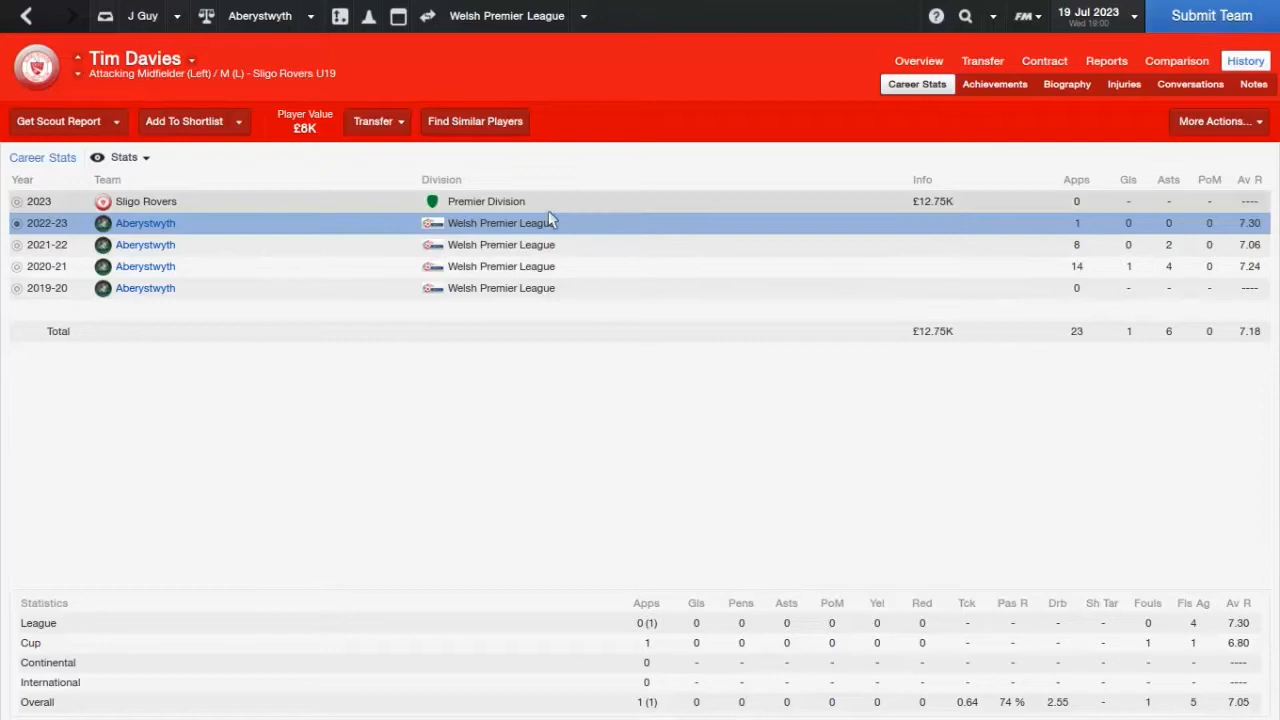 J Guy Aberystwyth Welsh Premier League ? FM 19 Jul 2023 Submit Team
Wed 19:00
Tim Davies
Attacking Midfielder (Left) / M (L) - Sligo Rovers U19
Overview Transfer Contract Reports Comparison History
Career Stats Achievements Biography Injuries Conversations Notes
Get Scout Report Add To Shortlist Player Value Transfer Find Similar Players More Actions...
£6K
Career Stats Stats
Year Team Division Info Apps Gls Asts PoM Av R
2023 Sligo Rovers Premier Division £12.75K 0 - - - ----
2022-23 Aberystwyth Welsh Premier League 1 0 0 0 7.30
2021-22 Aberystwyth Welsh Premier League 8 0 2 0 7.06
2020-21 Aberystwyth Welsh Premier League 14 1 4 0 7.24
2019-20 Aberystwyth Welsh Premier League 0 - - - ----
Total £12.75K 23 1 6 0 7.18
Statistics Apps Gls Pens Asts PoM Yel Red Tck Pas R Drb Sh Tar Fouls Fls Ag Av R
League 0 (1) 0 0 0 0 0 0 - - - - 0 4 7.30
Cup 1 0 0 0 0 0 0 - - - - 1 1 6.80
Continental 0 - - - - - - - - - - - - ----
International 0 - - - - - - - - - - - - ----
Overall 1 (1) 0 0 0 0 0 0 0.64 74 % 2.55 - 1 5 7.05